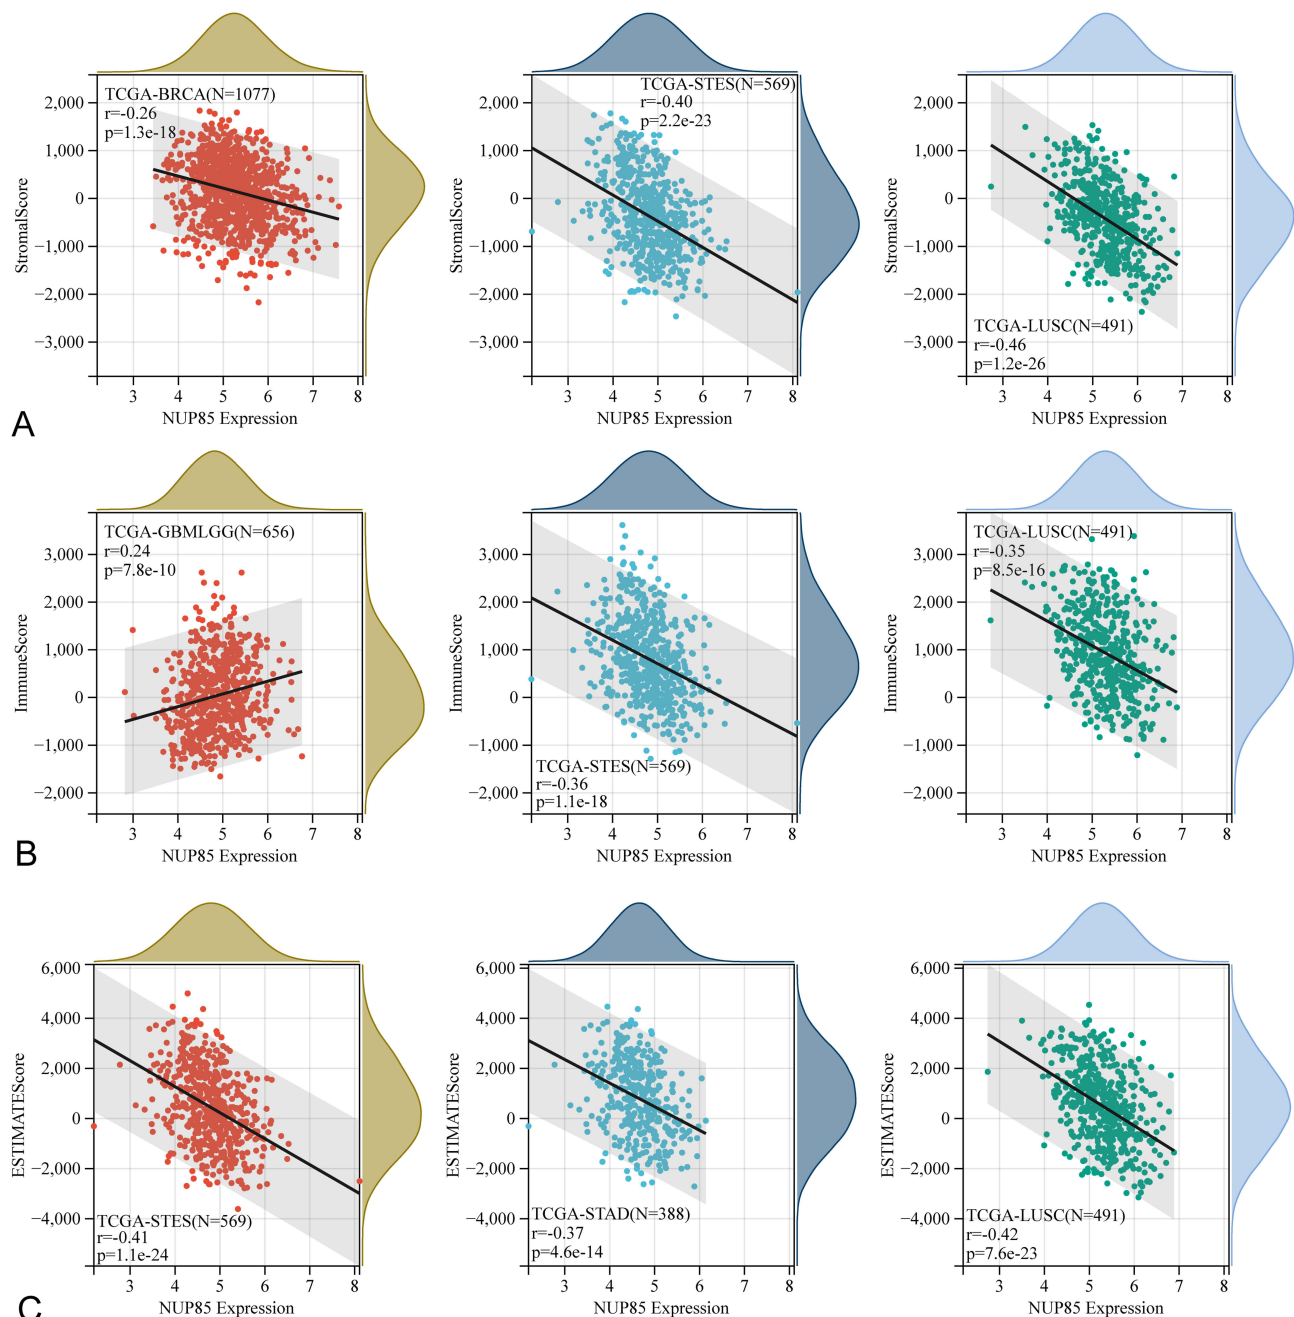 TCGA-BRCA(N=1077)
r=-0.26
p=1.3e-18
2,000
1,000
0
−1,000
−2,000
−3,000
StromalScore
3 4 5 6 7 8
NUP85 Expression
TCGA-STES(N=569)
r=-0.40
p=2.2e-23
2,000
1,000
0
−1,000
−2,000
−3,000
StromalScore
3 4 5 6 7 8
NUP85 Expression
TCGA-LUSC(N=491)
r=-0.46
p=1.2e-26
2,000
1,000
0
−1,000
−2,000
−3,000
StromalScore
3 4 5 6 7 8
NUP85 Expression
A
TCGA-GBMLGG(N=656)
r=0.24
p=7.8e-10
3,000
2,000
1,000
0
−1,000
−2,000
ImmuneScore
3 4 5 6 7 8
NUP85 Expression
TCGA-STES(N=569)
r=-0.36
p=1.1e-18
3,000
2,000
1,000
0
−1,000
−2,000
ImmuneScore
3 4 5 6 7 8
NUP85 Expression
TCGA-LUSC(N=491)
r=-0.35
p=8.5e-16
3,000
2,000
1,000
0
−1,000
−2,000
ImmuneScore
3 4 5 6 7 8
NUP85 Expression
B
TCGA-STES(N=569)
r=-0.41
p=1.1e-24
6,000
4,000
2,000
0
−2,000
−4,000
ESTIMATEScore
3 4 5 6 7 8
NUP85 Expression
TCGA-STAD(N=388)
r=-0.37
p=4.6e-14
6,000
4,000
2,000
0
−2,000
−4,000
ESTIMATEScore
3 4 5 6 7 8
NUP85 Expression
TCGA-LUSC(N=491)
r=-0.42
p=7.6e-23
6,000
4,000
2,000
0
−2,000
−4,000
ESTIMATEScore
3 4 5 6 7 8
NUP85 Expression
C